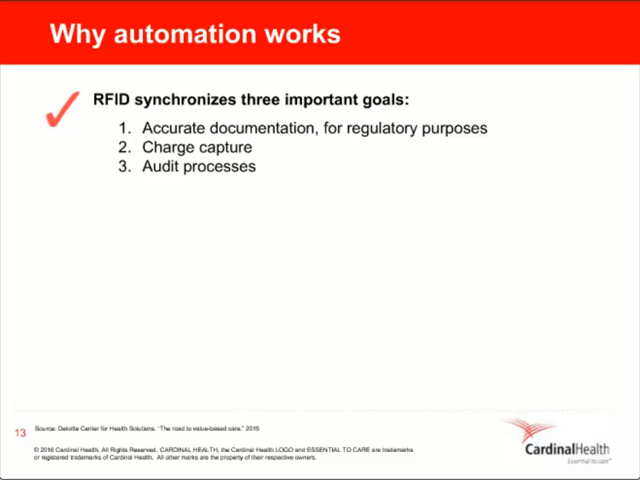 Why automation works
RFID synchronizes three important goals:
1. Accurate documentation, for regulatory purposes
2. Charge capture
3. Audit processes
13
Source: Deloitte Center for Health Solutions. "The road to value-based care." 2015
© 2016 Cardinal Health. All Rights Reserved. CARDINAL HEALTH, the Cardinal Health LOGO and ESSENTIAL TO CARE are trademarks
or registered trademarks of Cardinal Health. All other marks are the property of their respective owners.
CardinalHealth
Essential to care™